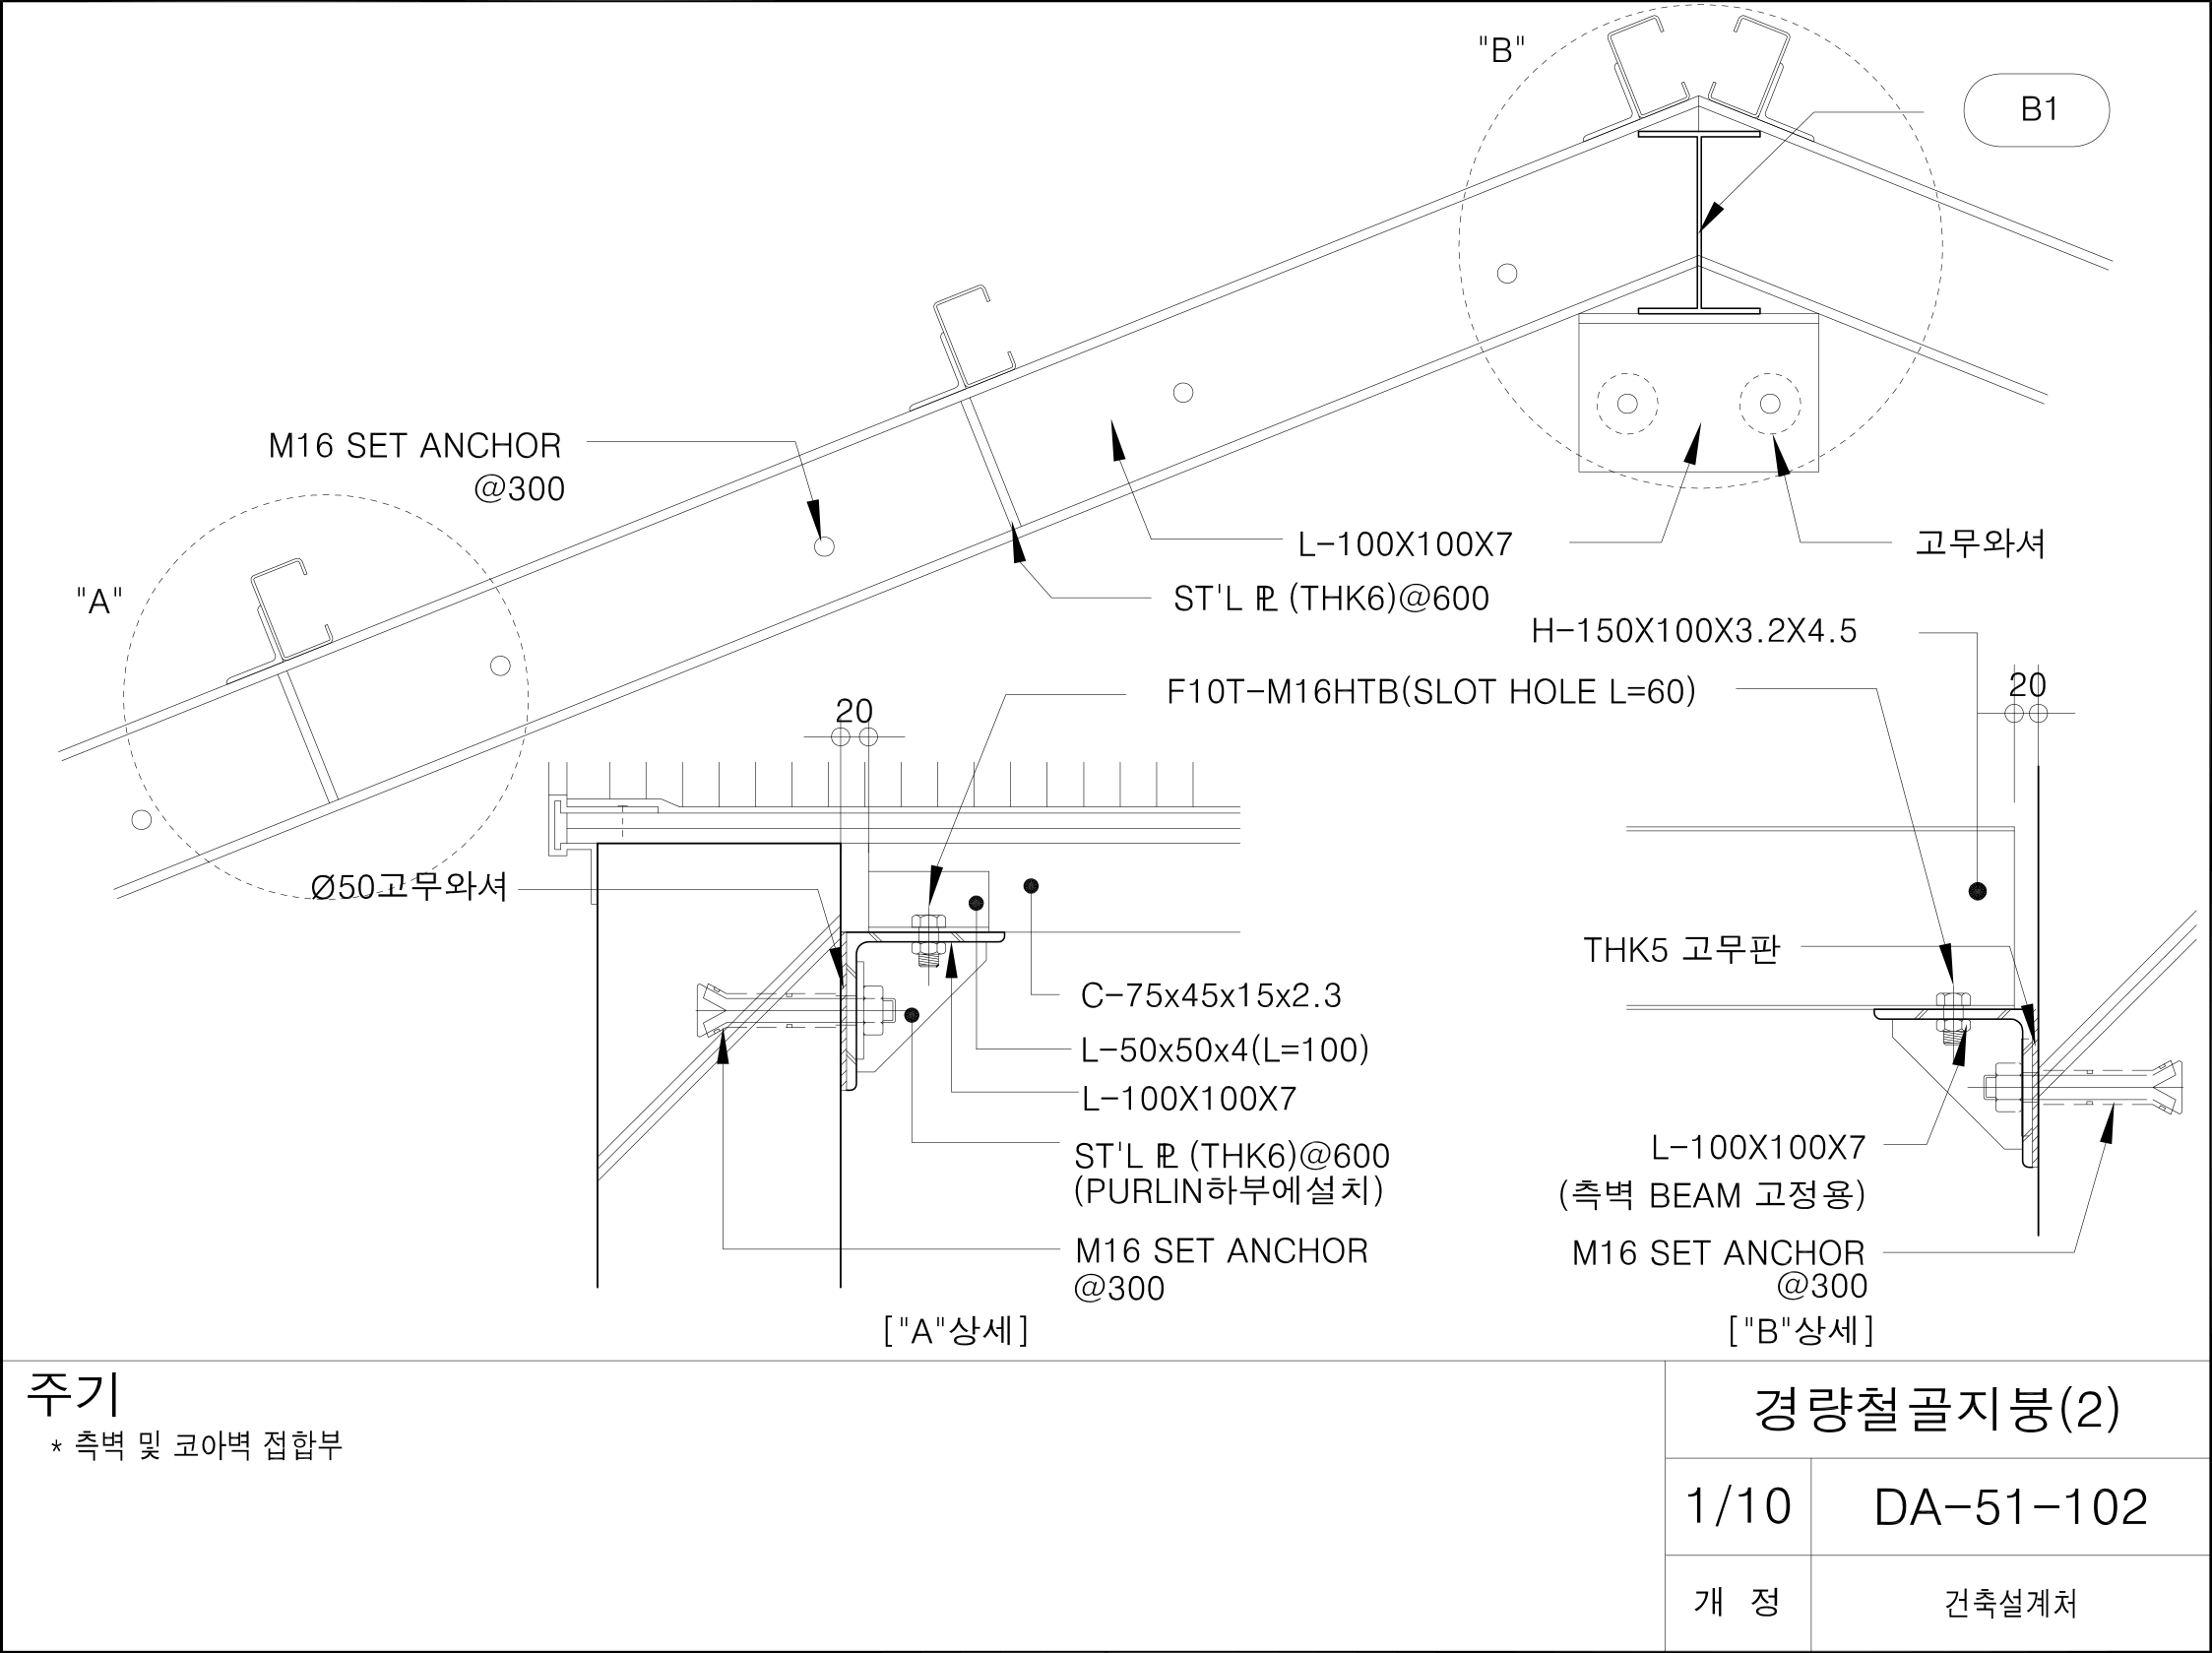 "B"
B1
M16 SET ANCHOR
@300
"A"
L-100X100X7
고무와셔
ST'L ⅊ (THK6)@600
H-150X100X3.2X4.5
F10T-M16HTB(SLOT HOLE L=60)
20
20
Ø50고무와셔
THK5 고무판
C-75x45x15x2.3
L-50x50x4(L=100)
L-100X100X7
ST'L ⅊ (THK6)@600
(PURLIN하부에설치)
M16 SET ANCHOR
@300
["A"상세]
L-100X100X7
(측벽 BEAM 고정용)
M16 SET ANCHOR
@300
["B"상세]
주기
* 측벽 및 코아벽 접합부
경량철골지붕(2)
1/10
DA-51-102
개 정
건축설계처